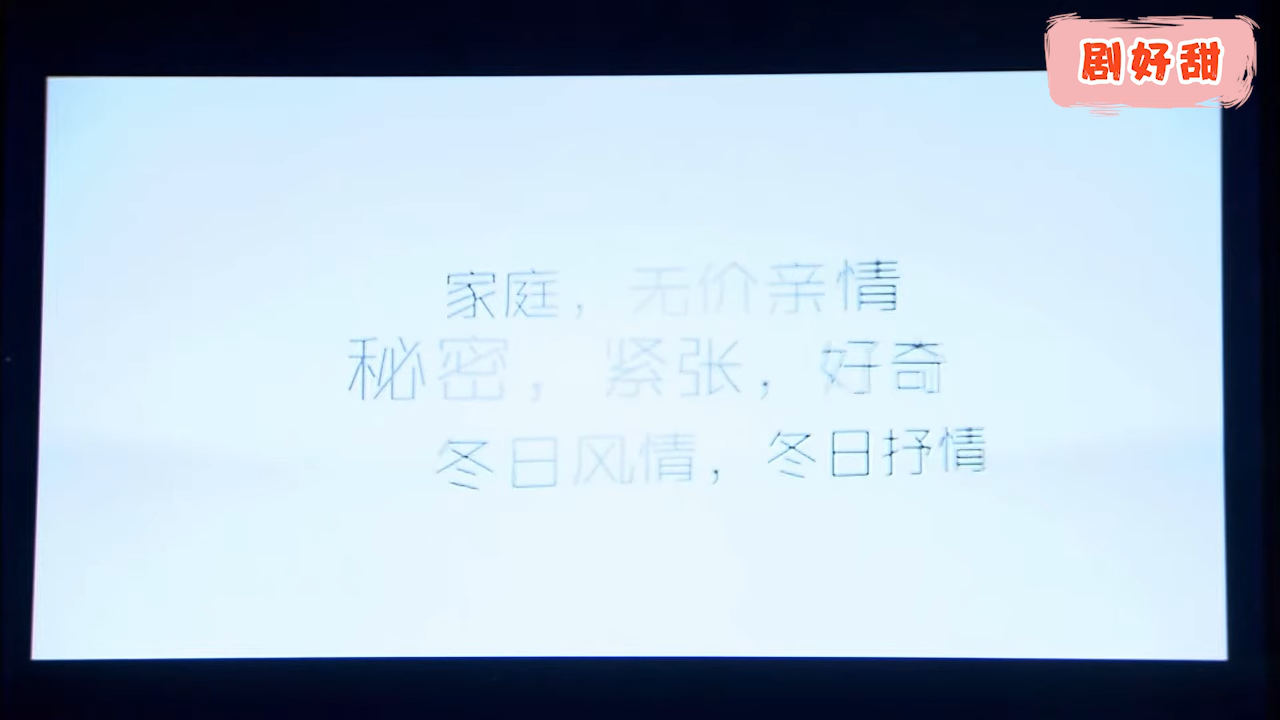 剧好甜
家庭，无价亲情
秘密，紧张，好奇
冬日风情，冬日抒情